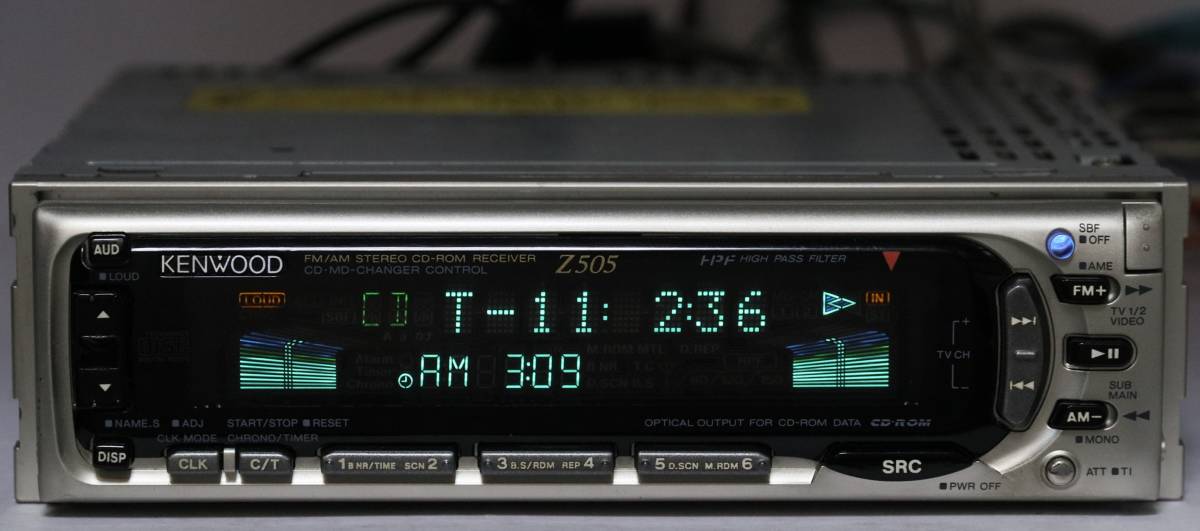 AUD
LOUD
KENWOOD
FM/AM STEREO CD-ROM RECEIVER
CD·MD-CHANGER CONTROL
Z505
HPF HIGH PASS FILTER
SBF
OFF
AME
FM+
TV 1/2
VIDEO
LOUD
CD T-11: 2:36
IN
AM 3:09
TV CH
+
−
SUB
MAIN
AM−
MONO
NAME.S ADJ START/STOP RESET
CLK MODE CHRONO/TIMER
OPTICAL OUTPUT FOR CD-ROM DATA CD-ROM
DISP
CLK
C/T
1 B.NR/TIME SCN 2
3 B.S/RDM REP 4
5 D.SCN M.RDM 6
SRC
PWR OFF
ATT TI